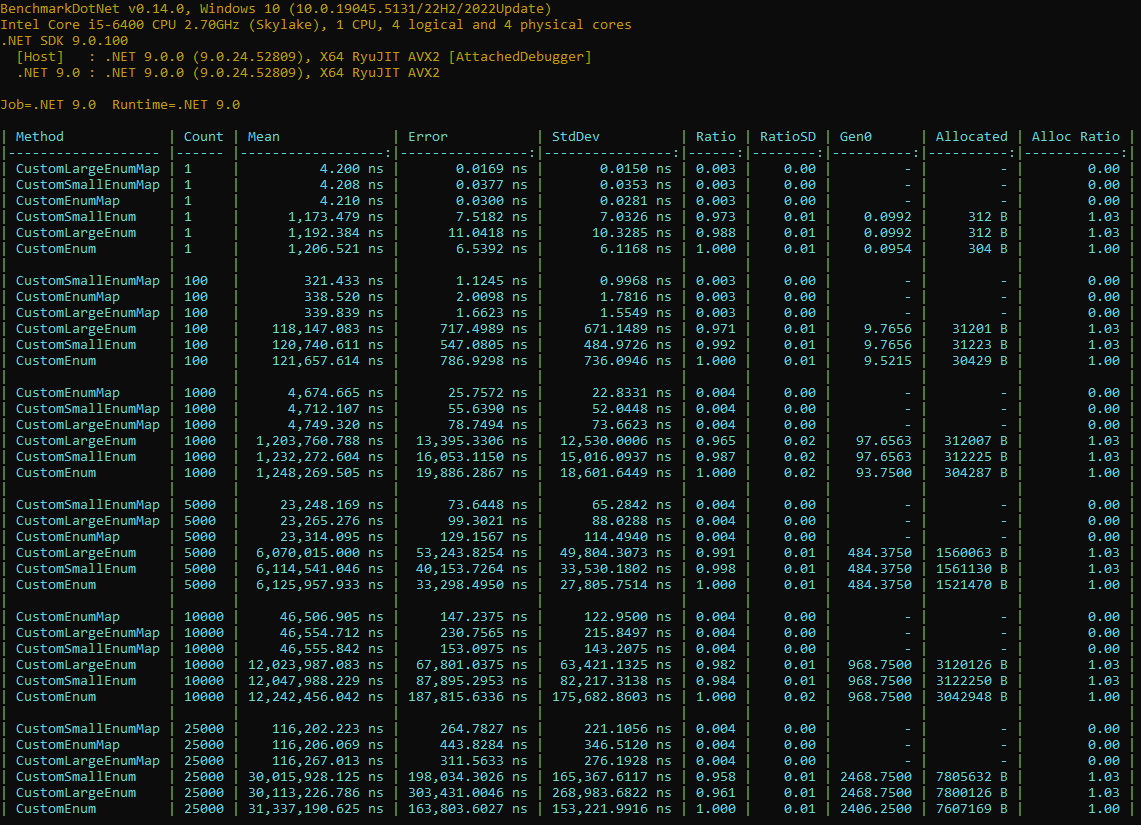 BenchmarkDotNet v0.14.0, Windows 10 (10.0.19045.5131/22H2/2022Update)
Intel Core i5-6400 CPU 2.70GHz (Skylake), 1 CPU, 4 logical and 4 physical cores
.NET SDK 9.0.100
  [Host]   : .NET 9.0.0 (9.0.24.52809), X64 RyuJIT AVX2 [AttachedDebugger]
  .NET 9.0 : .NET 9.0.0 (9.0.24.52809), X64 RyuJIT AVX2
Job=.NET 9.0  Runtime=.NET 9.0
| Method | Count | Mean | Error | StdDev | Ratio | RatioSD | Gen0 | Allocated | Alloc Ratio |
|------------------- |------ |------------------:|----------------:|----------------:|------:|--------:|----------:|----------:|------------:|
| CustomLargeEnumMap | 1 | 4.200 ns | 0.0169 ns | 0.0150 ns | 0.003 | 0.00 | - | - | 0.00 |
| CustomSmallEnumMap | 1 | 4.208 ns | 0.0377 ns | 0.0353 ns | 0.003 | 0.00 | - | - | 0.00 |
| CustomEnumMap | 1 | 4.210 ns | 0.0300 ns | 0.0281 ns | 0.003 | 0.00 | - | - | 0.00 |
| CustomSmallEnum | 1 | 1,173.479 ns | 7.5182 ns | 7.0326 ns | 0.973 | 0.01 | 0.0992 | 312 B | 1.03 |
| CustomLargeEnum | 1 | 1,192.384 ns | 11.0418 ns | 10.3285 ns | 0.988 | 0.01 | 0.0992 | 312 B | 1.03 |
| CustomEnum | 1 | 1,206.521 ns | 6.5392 ns | 6.1168 ns | 1.000 | 0.01 | 0.0954 | 304 B | 1.00 |
| | | | | | | | | | |
| CustomSmallEnumMap | 100 | 321.433 ns | 1.1245 ns | 0.9968 ns | 0.003 | 0.00 | - | - | 0.00 |
| CustomEnumMap | 100 | 338.520 ns | 2.0098 ns | 1.7816 ns | 0.003 | 0.00 | - | - | 0.00 |
| CustomLargeEnumMap | 100 | 339.839 ns | 1.6623 ns | 1.5549 ns | 0.003 | 0.00 | - | - | 0.00 |
| CustomLargeEnum | 100 | 118,147.083 ns | 717.4989 ns | 671.1489 ns | 0.971 | 0.01 | 9.7656 | 31201 B | 1.03 |
| CustomSmallEnum | 100 | 120,740.611 ns | 547.0805 ns | 484.9726 ns | 0.992 | 0.01 | 9.7656 | 31223 B | 1.03 |
| CustomEnum | 100 | 121,657.614 ns | 786.9298 ns | 736.0946 ns | 1.000 | 0.01 | 9.5215 | 30429 B | 1.00 |
| | | | | | | | | | |
| CustomEnumMap | 1000 | 4,674.665 ns | 25.7572 ns | 22.8331 ns | 0.004 | 0.00 | - | - | 0.00 |
| CustomSmallEnumMap | 1000 | 4,712.107 ns | 55.6390 ns | 52.0448 ns | 0.004 | 0.00 | - | - | 0.00 |
| CustomLargeEnumMap | 1000 | 4,749.320 ns | 78.7494 ns | 73.6623 ns | 0.004 | 0.00 | - | - | 0.00 |
| CustomLargeEnum | 1000 | 1,203,760.788 ns | 13,395.3306 ns | 12,530.0006 ns | 0.965 | 0.02 | 97.6563 | 312007 B | 1.03 |
| CustomSmallEnum | 1000 | 1,232,272.604 ns | 16,053.1150 ns | 15,016.0937 ns | 0.987 | 0.02 | 97.6563 | 312225 B | 1.03 |
| CustomEnum | 1000 | 1,248,269.505 ns | 19,886.2867 ns | 18,601.6449 ns | 1.000 | 0.02 | 93.7500 | 304287 B | 1.00 |
| | | | | | | | | | |
| CustomSmallEnumMap | 5000 | 23,248.169 ns | 73.6448 ns | 65.2842 ns | 0.004 | 0.00 | - | - | 0.00 |
| CustomLargeEnumMap | 5000 | 23,265.276 ns | 99.3021 ns | 88.0288 ns | 0.004 | 0.00 | - | - | 0.00 |
| CustomEnumMap | 5000 | 23,314.095 ns | 129.1567 ns | 114.4940 ns | 0.004 | 0.00 | - | - | 0.00 |
| CustomLargeEnum | 5000 | 6,070,015.000 ns | 53,243.8254 ns | 49,804.3073 ns | 0.991 | 0.01 | 484.3750 | 1560063 B | 1.03 |
| CustomSmallEnum | 5000 | 6,114,541.046 ns | 40,153.7264 ns | 33,530.1802 ns | 0.998 | 0.01 | 484.3750 | 1561130 B | 1.03 |
| CustomEnum | 5000 | 6,125,957.933 ns | 33,298.4950 ns | 27,805.7514 ns | 1.000 | 0.01 | 484.3750 | 1521470 B | 1.00 |
| | | | | | | | | | |
| CustomEnumMap | 10000 | 46,506.905 ns | 147.2375 ns | 122.9500 ns | 0.004 | 0.00 | - | - | 0.00 |
| CustomLargeEnumMap | 10000 | 46,554.712 ns | 230.7565 ns | 215.8497 ns | 0.004 | 0.00 | - | - | 0.00 |
| CustomSmallEnumMap | 10000 | 46,555.842 ns | 153.0975 ns | 143.2075 ns | 0.004 | 0.00 | - | - | 0.00 |
| CustomLargeEnum | 10000 | 12,023,987.083 ns | 67,801.0375 ns | 63,421.1325 ns | 0.982 | 0.01 | 968.7500 | 3120126 B | 1.03 |
| CustomSmallEnum | 10000 | 12,047,988.229 ns | 87,895.2953 ns | 82,217.3138 ns | 0.984 | 0.01 | 968.7500 | 3122250 B | 1.03 |
| CustomEnum | 10000 | 12,242,456.042 ns | 187,815.6336 ns | 175,682.8603 ns | 1.000 | 0.02 | 968.7500 | 3042948 B | 1.00 |
| | | | | | | | | | |
| CustomSmallEnumMap | 25000 | 116,202.223 ns | 264.7827 ns | 221.1056 ns | 0.004 | 0.00 | - | - | 0.00 |
| CustomEnumMap | 25000 | 116,206.069 ns | 443.8284 ns | 346.5120 ns | 0.004 | 0.00 | - | - | 0.00 |
| CustomLargeEnumMap | 25000 | 116,267.013 ns | 311.5633 ns | 276.1928 ns | 0.004 | 0.00 | - | - | 0.00 |
| CustomSmallEnum | 25000 | 30,015,928.125 ns | 198,034.3026 ns | 165,367.6117 ns | 0.958 | 0.01 | 2468.7500 | 7805632 B | 1.03 |
| CustomLargeEnum | 25000 | 30,113,226.786 ns | 303,431.0046 ns | 268,983.6822 ns | 0.961 | 0.01 | 2468.7500 | 7800126 B | 1.03 |
| CustomEnum | 25000 | 31,337,190.625 ns | 163,803.6027 ns | 153,221.9916 ns | 1.000 | 0.01 | 2406.2500 | 7607169 B | 1.00 |